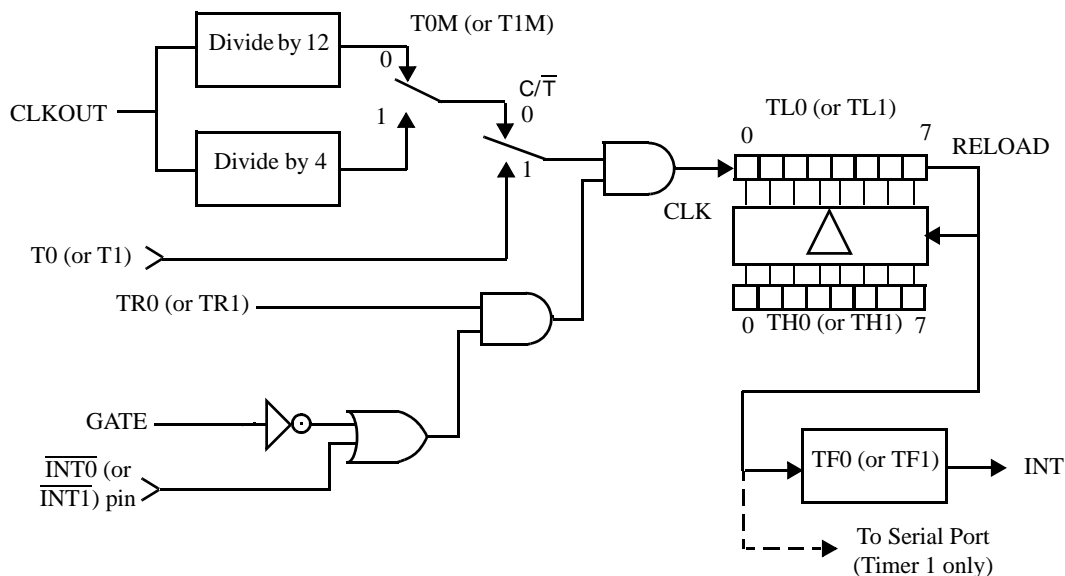 T0M (or T1M)
Divide by 12
0
C/T̅
CLKOUT
1
0
TL0 (or TL1)
0
7
RELOAD
Divide by 4
1
CLK
T0 (or T1)
TR0 (or TR1)
0
TH0 (or TH1)
7
GATE
I̅N̅T̅0̅ (or
I̅N̅T̅1̅) pin
TF0 (or TF1)
INT
To Serial Port
(Timer 1 only)